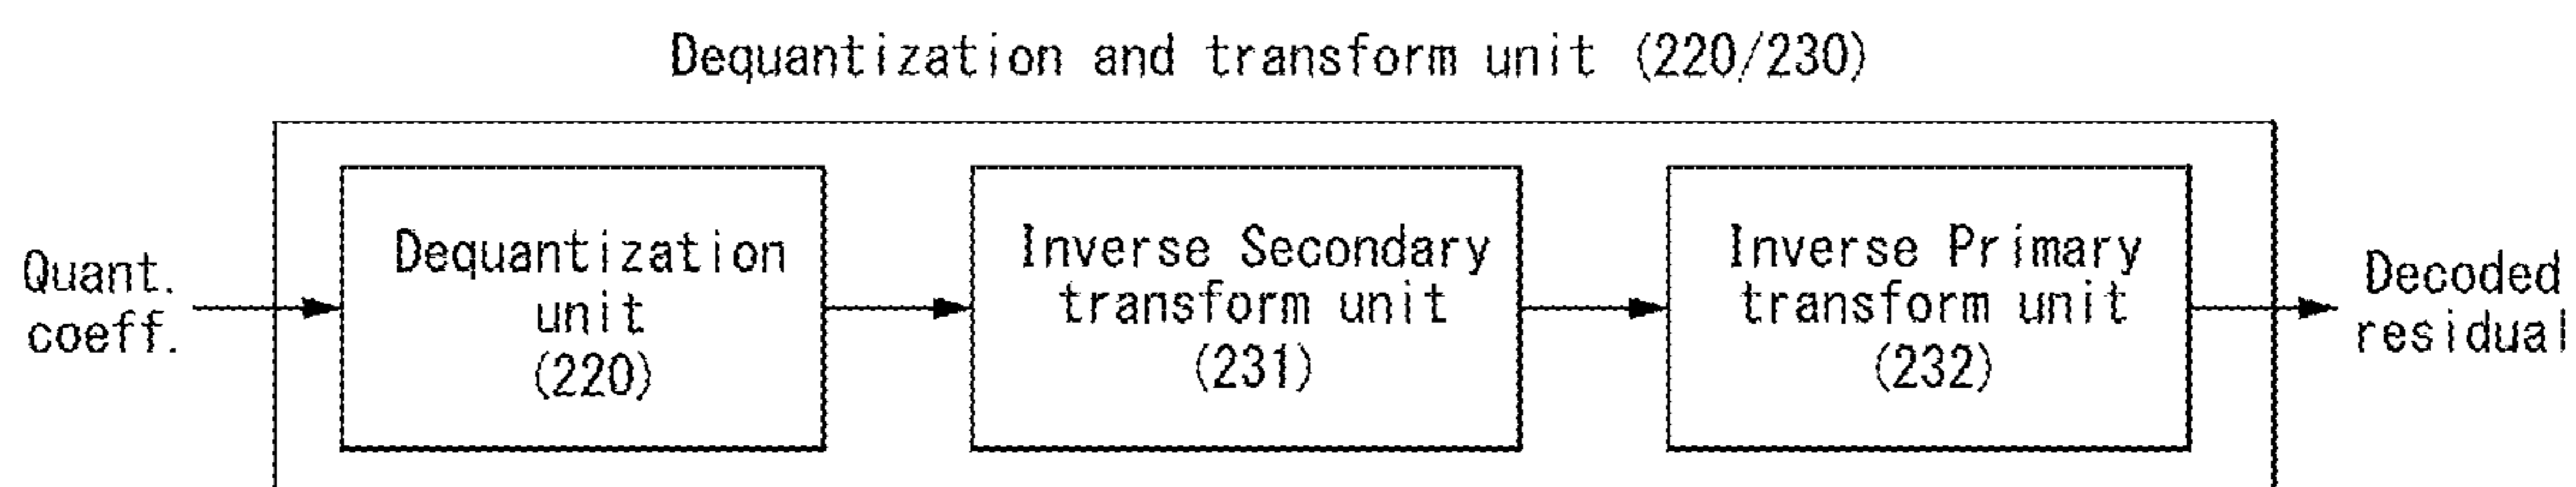 Dequantization and transform unit (220/230)
Quant.
coeff.
Dequantization
unit
(220)
Inverse Secondary
transform unit
(231)
Inverse Primary
transform unit
(232)
Decoded
residual